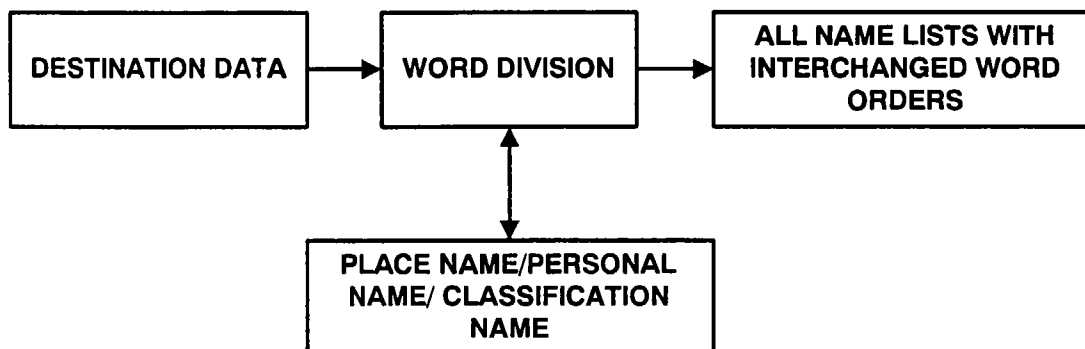 DESTINATION DATA
WORD DIVISION
ALL NAME LISTS WITH
INTERCHANGED WORD
ORDERS
PLACE NAME/PERSONAL
NAME/ CLASSIFICATION
NAME